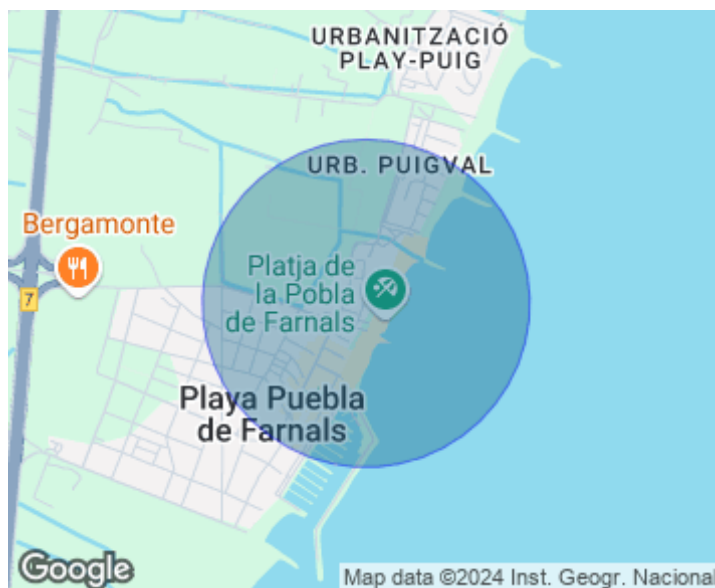 URBANITZACIÓ
PLAY-PUIG
URB. PUIGVAL
Bergamonte
Platja de
la Pobla
de Farnals
7
Playa Puebla
de Farnals
Google
Map data ©2024 Inst. Geogr. Nacional